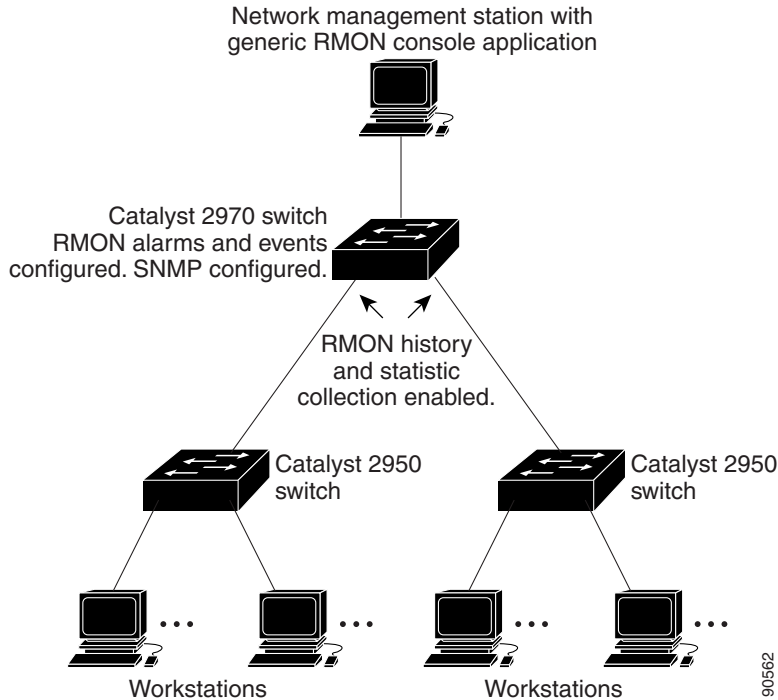 Network management station with
generic RMON console application
Catalyst 2970 switch
RMON alarms and events
configured. SNMP configured.
RMON history
and statistic
collection enabled.
Catalyst 2950
switch
Catalyst 2950
switch
Workstations
Workstations
90562